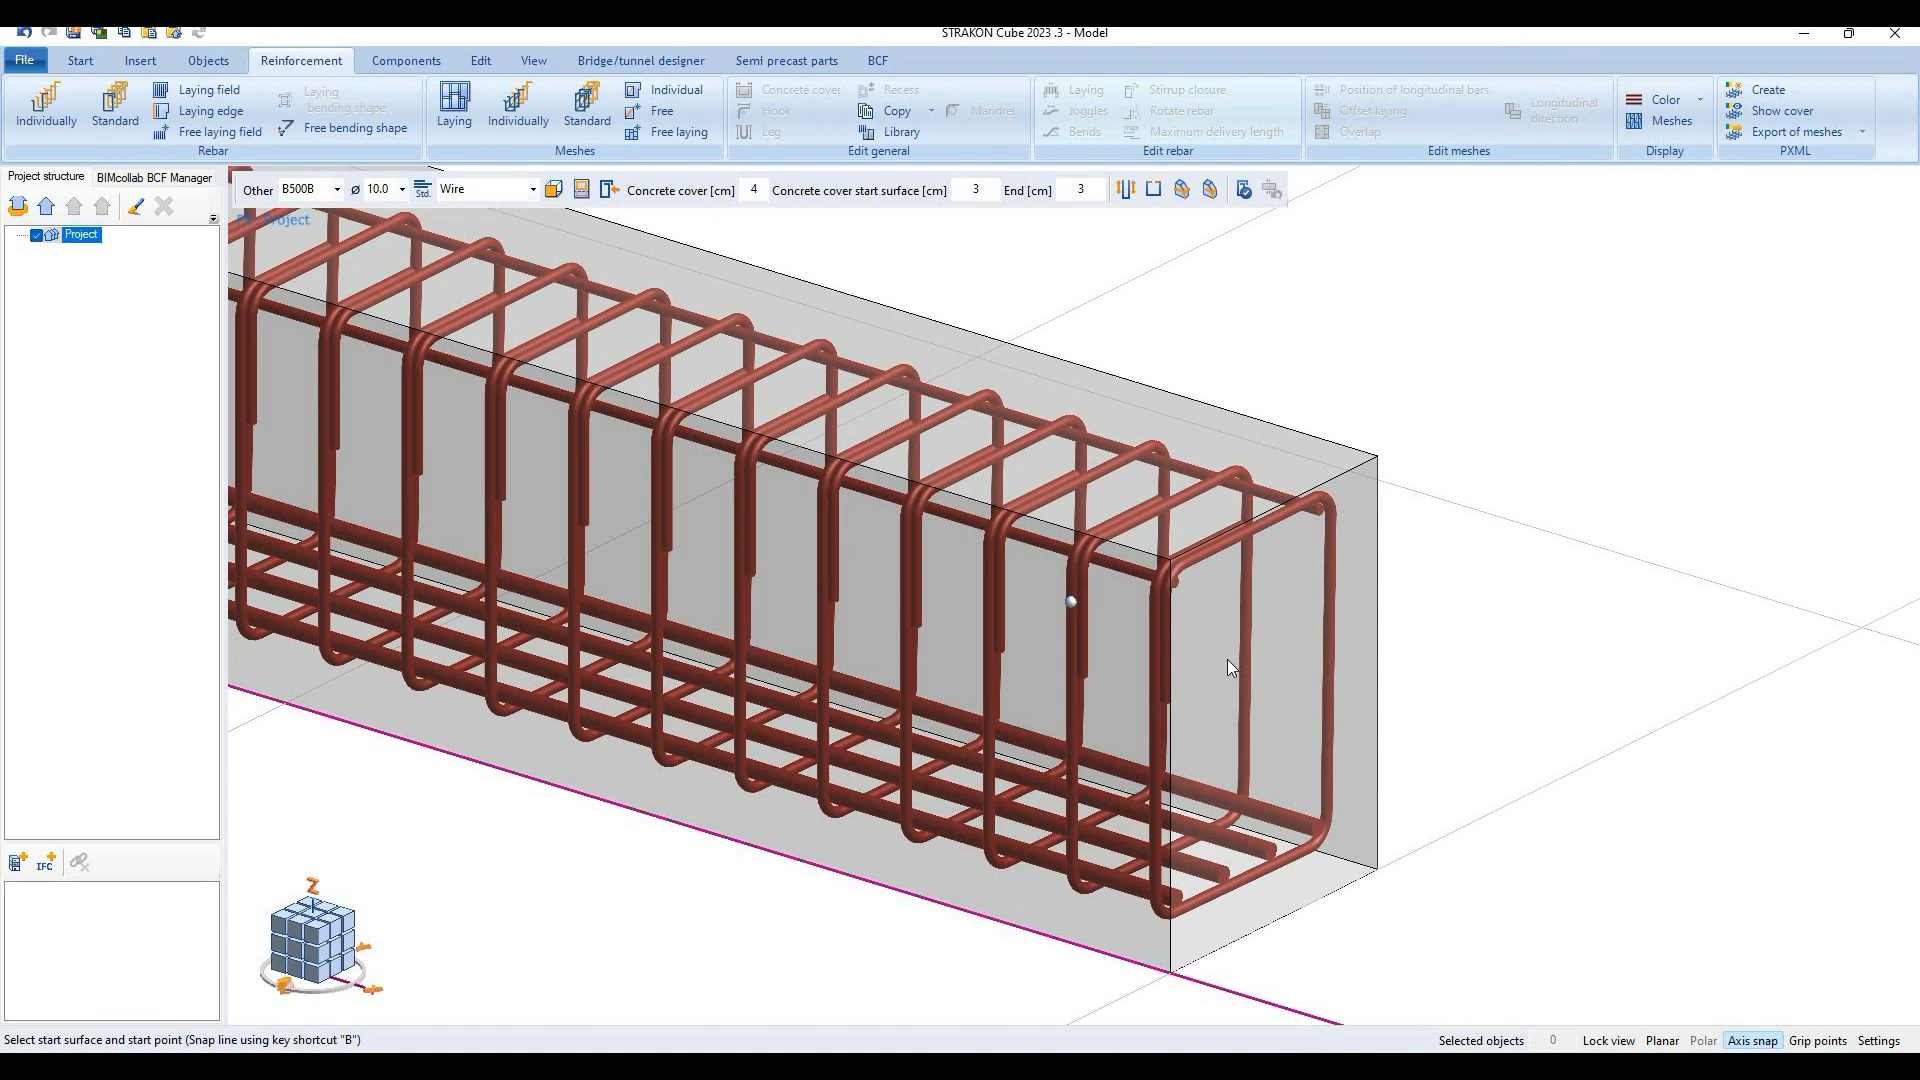 STRAKON Cube 2023 .3 - Model
File Start Insert Objects Reinforcement Components Edit View Bridge/tunnel designer Semi precast parts BCF
Individually Standard Laying field Laying edge Free laying field Laying bending shape Free bending shape
Rebar
Laying Individually Standard Individual Free Free laying
Meshes
Concrete cover Hook Leg Recess Copy Library Mandrel
Edit general
Laying Joggles Bends Stirrup closure Rotate rebar Maximum delivery length
Edit rebar
Position of longitudinal bars Offset laying Overlap Longitudinal direction
Edit meshes
Color Meshes
Display
Create Show cover Export of meshes
PXML
Project structure BIMcollab BCF Manager
Other B500B ø 10.0 Std. Wire Concrete cover [cm] 4 Concrete cover start surface [cm] 3 End [cm] 3
Project
Project
IFC
Z
Select start surface and start point (Snap line using key shortcut "B")
Selected objects 0 Lock view Planar Polar Axis snap Grip points Settings